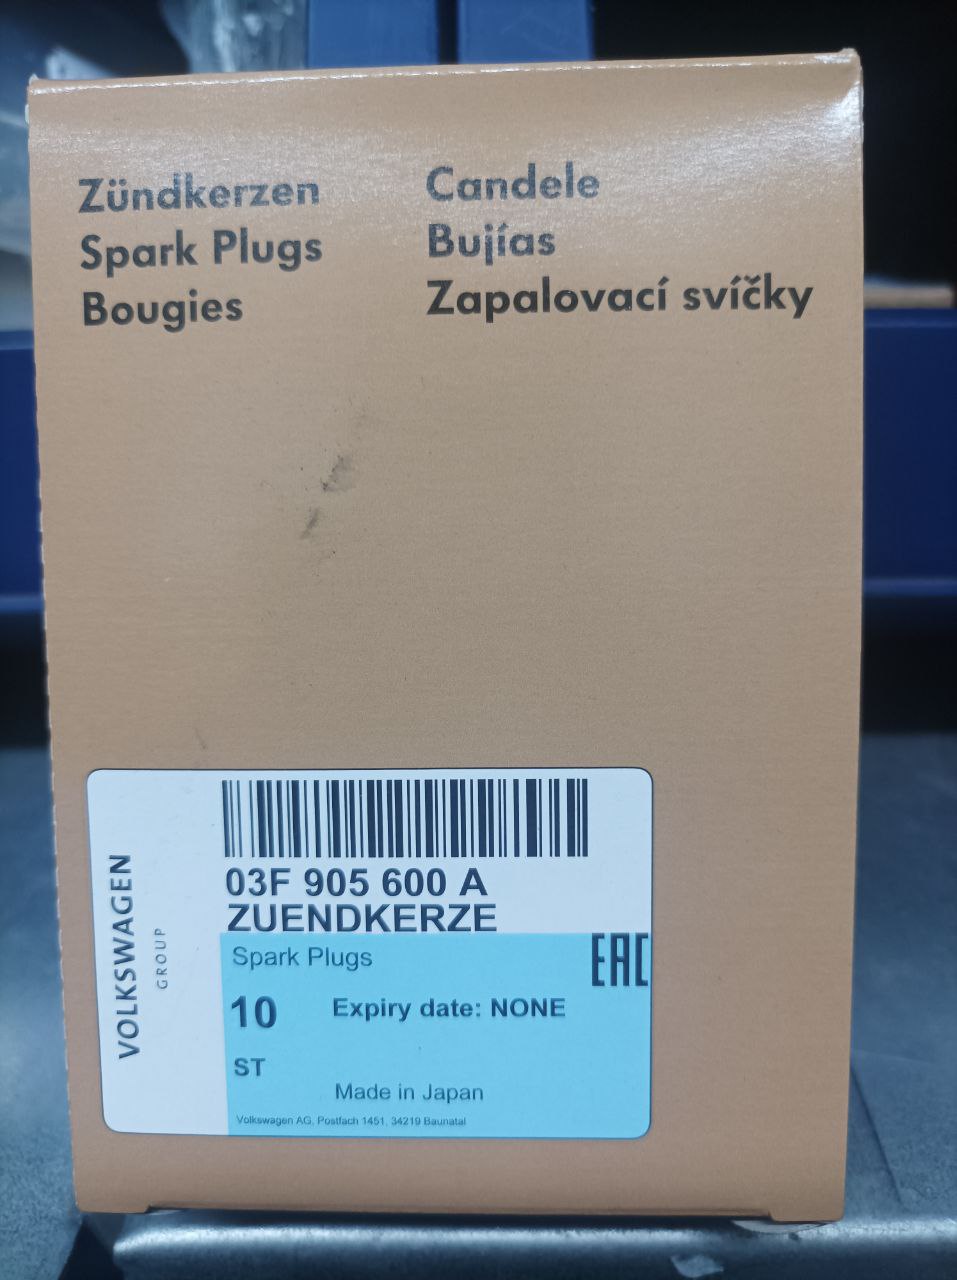 Zündkerzen
Spark Plugs
Bougies
Candele
Bujías
Zapalovací svíčky
VOLKSWAGEN
GROUP
03F 905 600 A
ZUENDKERZE
Spark Plugs
EAC
10
Expiry date: NONE
ST
Made in Japan
Volkswagen AG, Postfach 1451, 34219 Baunatal